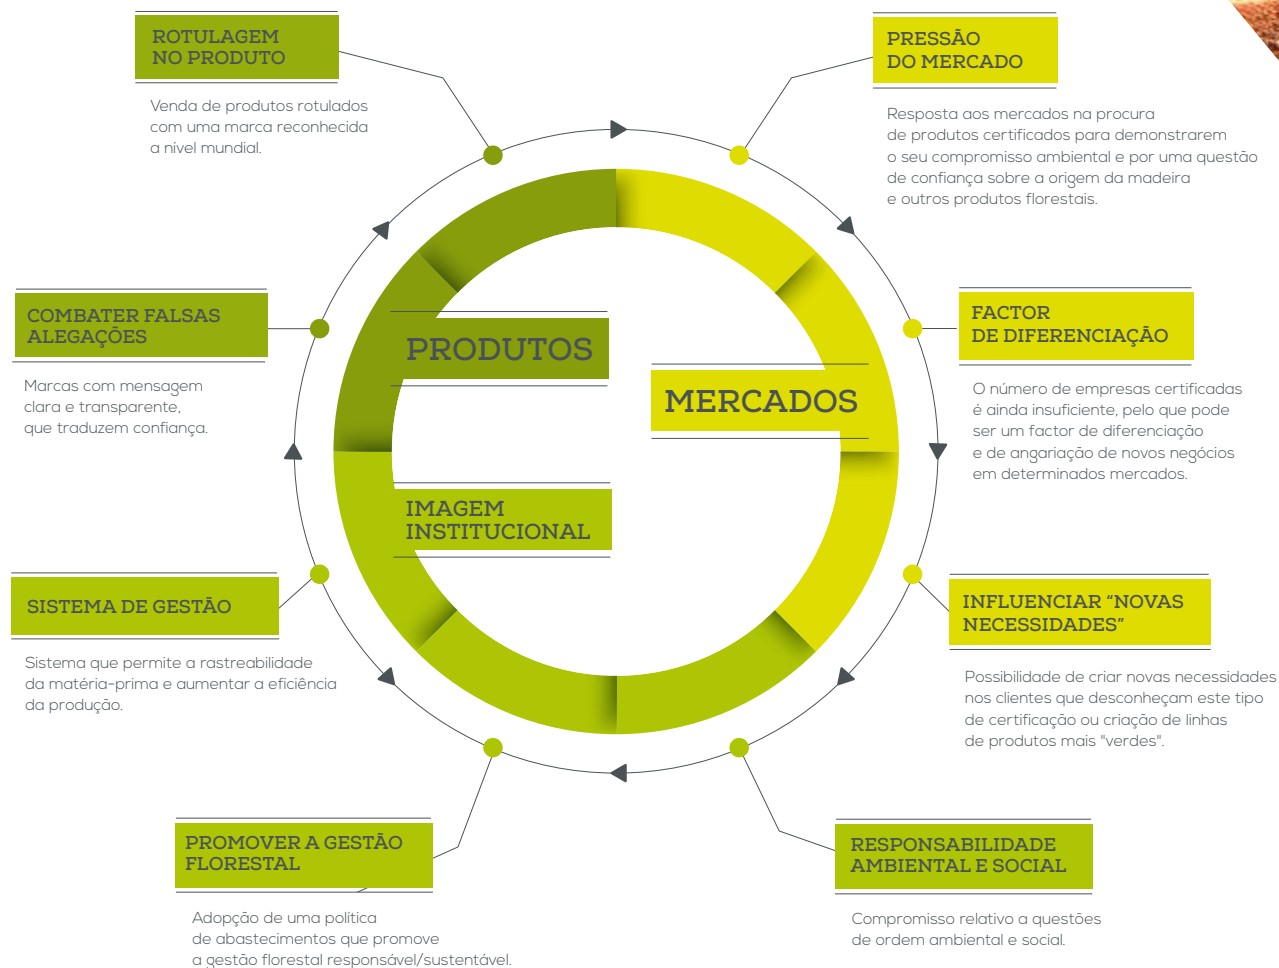 ROTULAGEM
NO PRODUTO
Venda de produtos rotulados
com uma marca reconhecida
a nível mundial.
PRESSÃO
DO MERCADO
Resposta aos mercados na procura
de produtos certificados para demonstrarem
o seu compromisso ambiental e por uma questão
de confiança sobre a origem da madeira
e outros produtos florestais.
COMBATER FALSAS
ALEGAÇÕES
Marcas com mensagem
clara e transparente,
que traduzem confiança.
PRODUTOS
MERCADOS
FACTOR
DE DIFERENCIAÇÃO
O número de empresas certificadas
é ainda insuficiente, pelo que pode
ser um factor de diferenciação
e de angariação de novos negócios
em determinados mercados.
IMAGEM
INSTITUCIONAL
SISTEMA DE GESTÃO
Sistema que permite a rastreabilidade
da matéria-prima e aumentar a eficiência
da produção.
INFLUENCIAR “NOVAS
NECESSIDADES”
Possibilidade de criar novas necessidades
nos clientes que desconheçam este tipo
de certificação ou criação de linhas
de produtos mais "verdes".
PROMOVER A GESTÃO
FLORESTAL
Adopção de uma política
de abastecimentos que promove
a gestão florestal responsável/sustentável.
RESPONSABILIDADE
AMBIENTAL E SOCIAL
Compromisso relativo a questões
de ordem ambiental e social.